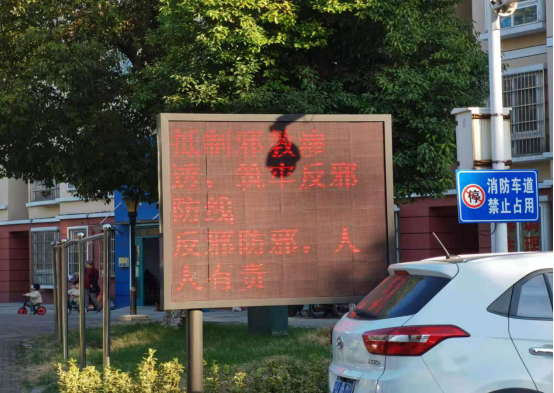 抵制邪教渗
透，筑牢反邪
防线
反邪防邪，人
人有责
消防车道
禁止占用
停